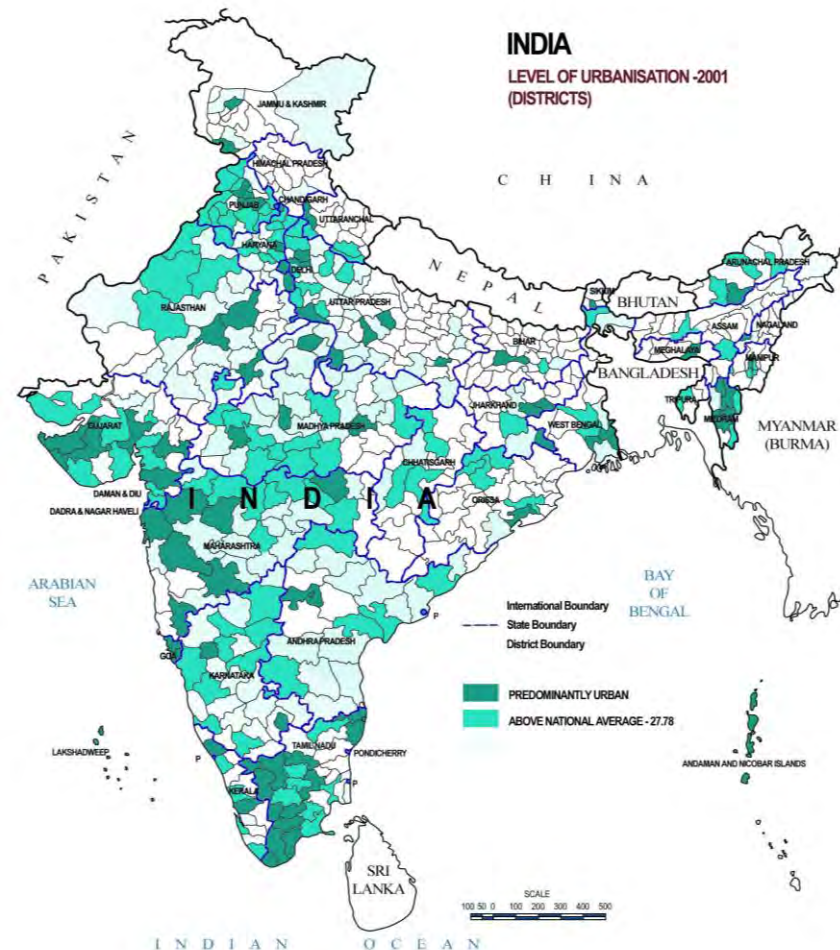 INDIA
LEVEL OF URBANISATION -2001
(DISTRICTS)
JAMMU & KASHMIR
PAKISTAN
HIMACHAL PRADESH
C H I N A
CHANDIGARH
PUNJAB
UTTARANCHAL
HARYANA
DELHI
NEPAL
ARUNACHAL PRADESH
SIKKIM
BHUTAN
RAJASTHAN
UTTAR PRADESH
ASSAM
NAGALAND
BIHAR
MEGHALAYA
MANIPUR
BANGLADESH
TRIPURA
MIZORAM
MYANMAR
(BURMA)
JHARKHAND
WEST BENGAL
GUJARAT
MADHYA PRADESH
CHHATISGARH
DAMAN & DIU
DADRA & NAGAR HAVELI
I N D I A
ORISSA
MAHARASHTRA
ARABIAN
SEA
BAY
OF
BENGAL
International Boundary
State Boundary
District Boundary
P
ANDHRA PRADESH
GOA
KARNATAKA
PREDOMINANTLY URBAN
ABOVE NATIONAL AVERAGE - 27.78
LAKSHADWEEP
P
TAMIL NADU
PONDICHERRY
ANDAMAN AND NICOBAR ISLANDS
KERALA
P
SRI
LANKA
SCALE
100 50 0 100 200 300 400 500
I N D I A N O C E A N